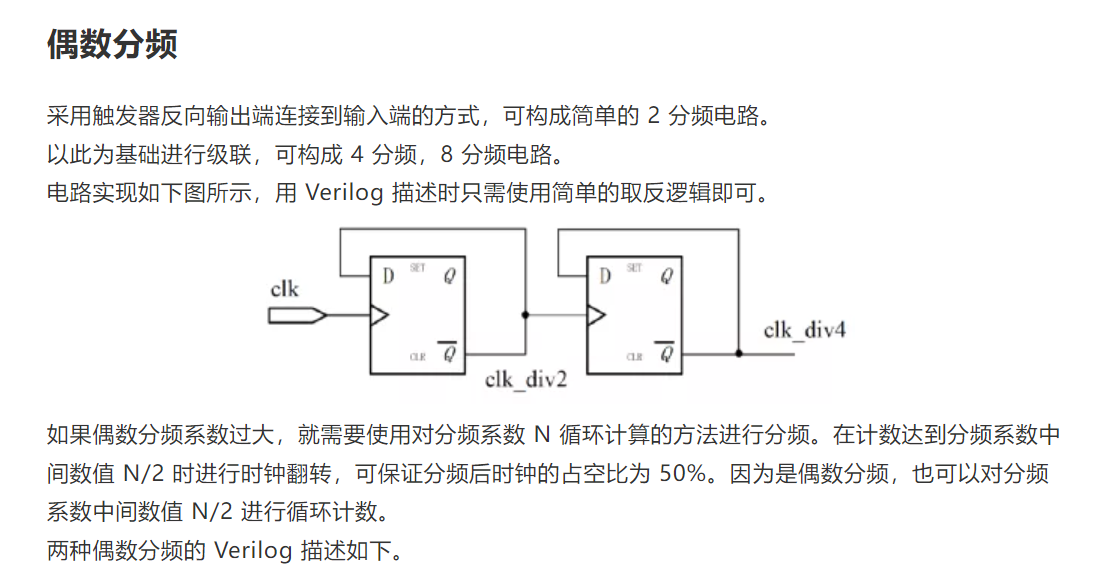 偶数分频
采用触发器反向输出端连接到输入端的方式，可构成简单的 2 分频电路。
以此为基础进行级联，可构成 4 分频，8 分频电路。
电路实现如下图所示，用 Verilog 描述时只需使用简单的取反逻辑即可。
clk
D SET Q
CLR Q
clk_div2
D SET Q
CLR Q
clk_div4
如果偶数分频系数过大，就需要使用对分频系数 N 循环计算的方法进行分频。在计数达到分频系数中
间数值 N/2 时进行时钟翻转，可保证分频后时钟的占空比为 50%。因为是偶数分频，也可以对分频
系数中间数值 N/2 进行循环计数。
两种偶数分频的 Verilog 描述如下。